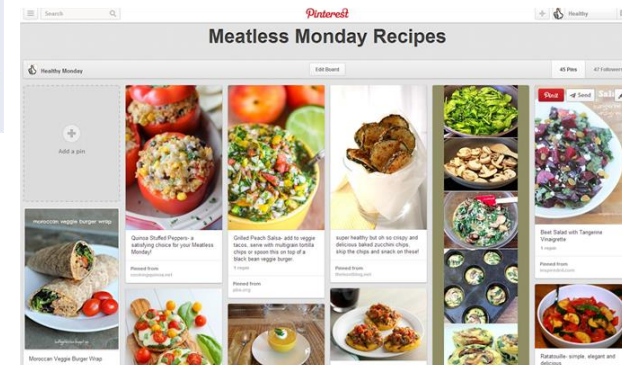 Search
Pinterest
Healthy
Meatless Monday Recipes
Healthy Monday
Edit Board
45 Pins
47 Followers
Add a pin
moroccan veggie burger wrap
Moroccan Veggie Burger Wrap
Quinoa Stuffed Peppers- a
satisfying choice for your Meatless
Monday!
Pinned from
Grilled Peach Salsa- add to veggie
tacos, serve with multigrain tortilla
chips or spoon this on top of a
black bean veggie burger.
Pinned from
pbs.org
super healthy but oh so crispy and
delicious baked zucchini chips,
skip the chips and snack on these!
Pinned from
Pinit
Send
Beet Salad with Tangerine
Vinaigrette
Pinned from
Ratatouille- simple, elegant and
delicious